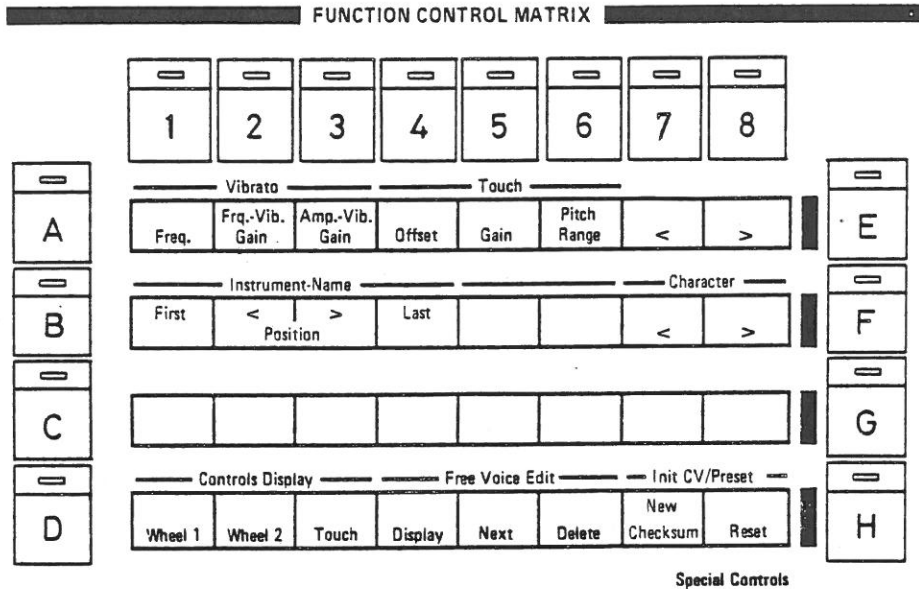 FUNCTION CONTROL MATRIX
1 2 3 4 5 6 7 8
Vibrato Touch
A Freq. Frq.-Vib. Gain Amp.-Vib. Gain Offset Gain Pitch Range < > E
Instrument-Name Character
B First < > Position Last < > F
C G
Controls Display Free Voice Edit Init CV/Preset
D Wheel 1 Wheel 2 Touch Display Next Delete New Checksum Reset H
Special Controls